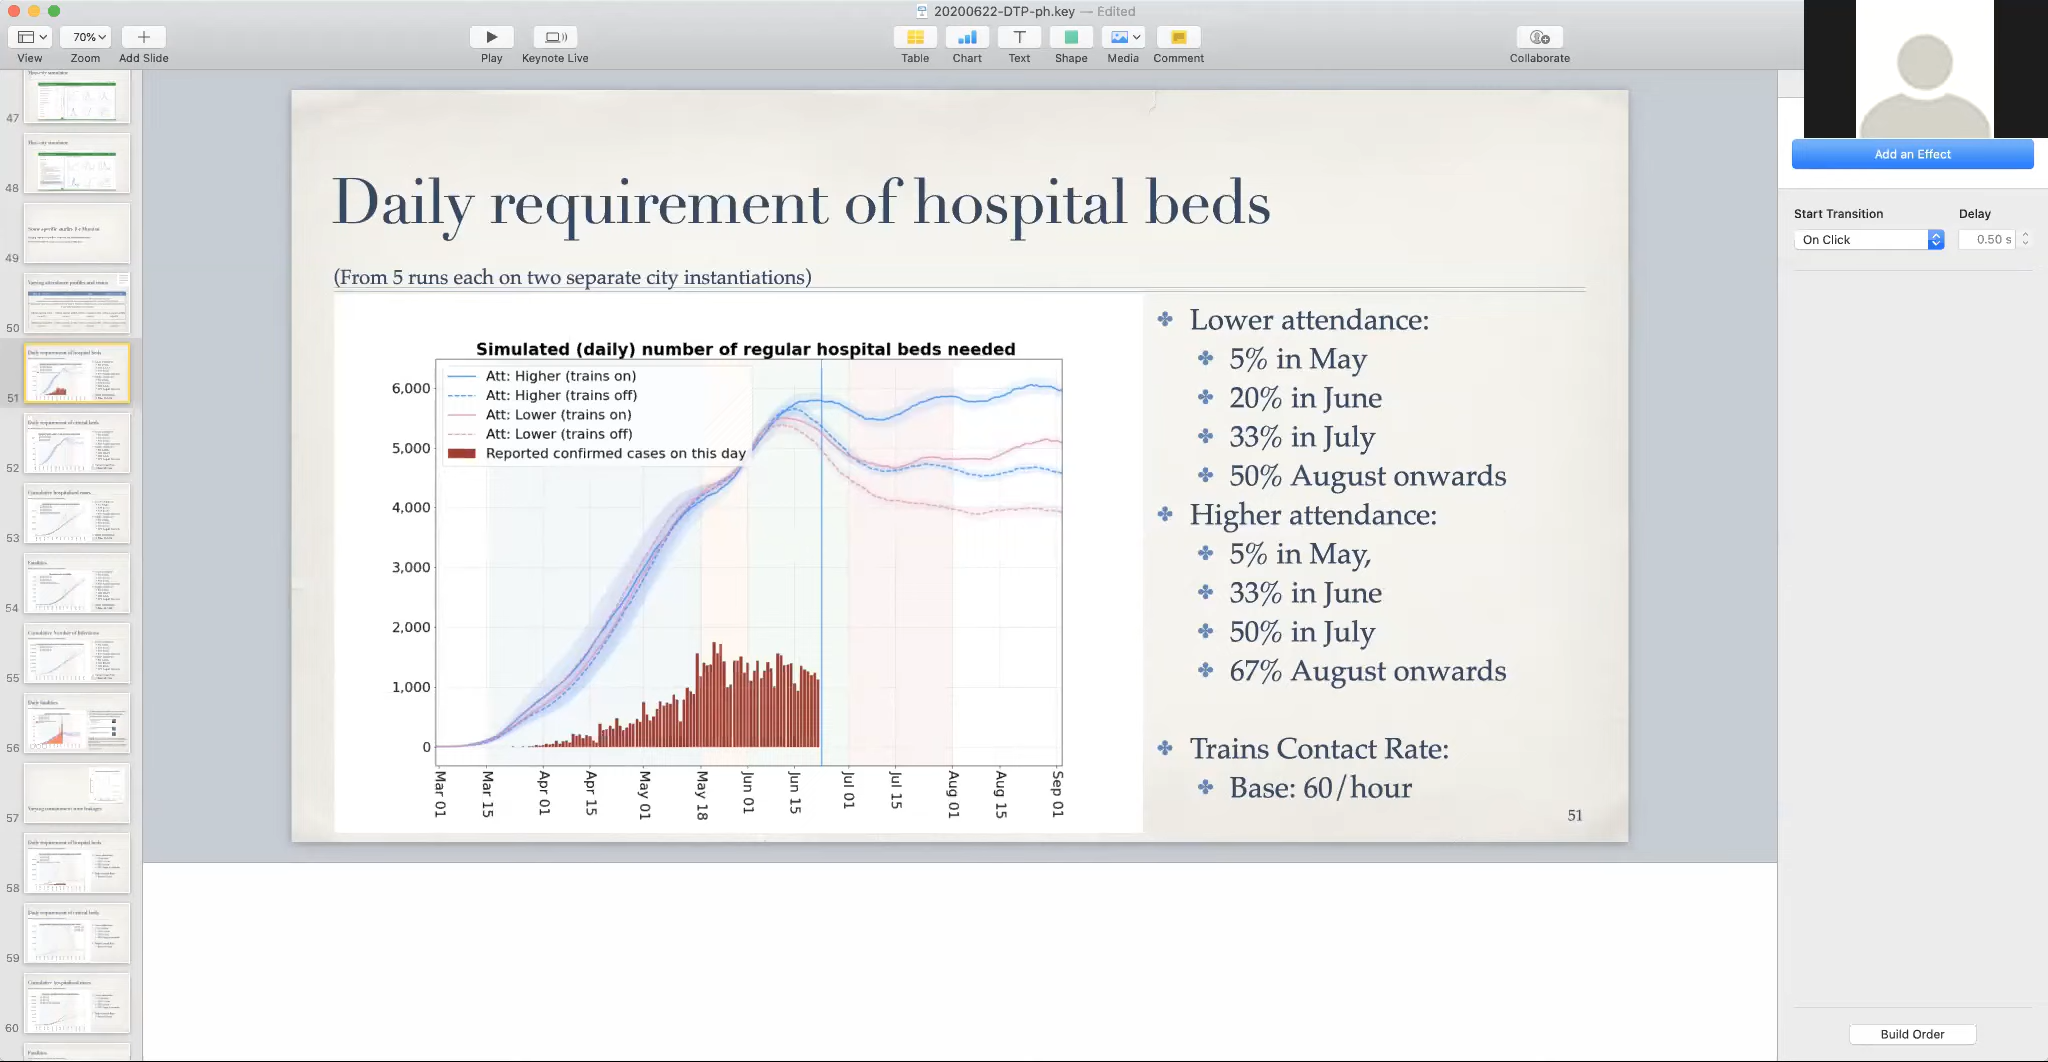 20200622-DTP-ph.key — Edited
70%
View
Zoom
Add Slide
Play
Keynote Live
Table
Chart
Text
Shape
Media
Comment
Collaborate
47
48
49
50
51
52
53
54
55
56
57
58
59
60
Daily requirement of hospital beds
(From 5 runs each on two separate city instantiations)
Simulated (daily) number of regular hospital beds needed
Att: Higher (trains on)
Att: Higher (trains off)
Att: Lower (trains on)
Att: Lower (trains off)
Reported confirmed cases on this day
6,000
5,000
4,000
3,000
2,000
1,000
0
Mar 01
Mar 15
Apr 01
Apr 15
May 01
May 18
Jun 01
Jun 15
Jul 01
Jul 15
Aug 01
Aug 15
Sep 01
Lower attendance:
5% in May
20% in June
33% in July
50% August onwards
Higher attendance:
5% in May,
33% in June
50% in July
67% August onwards
Trains Contact Rate:
Base: 60/hour
51
Add an Effect
Start Transition
Delay
On Click
0.50 s
Build Order